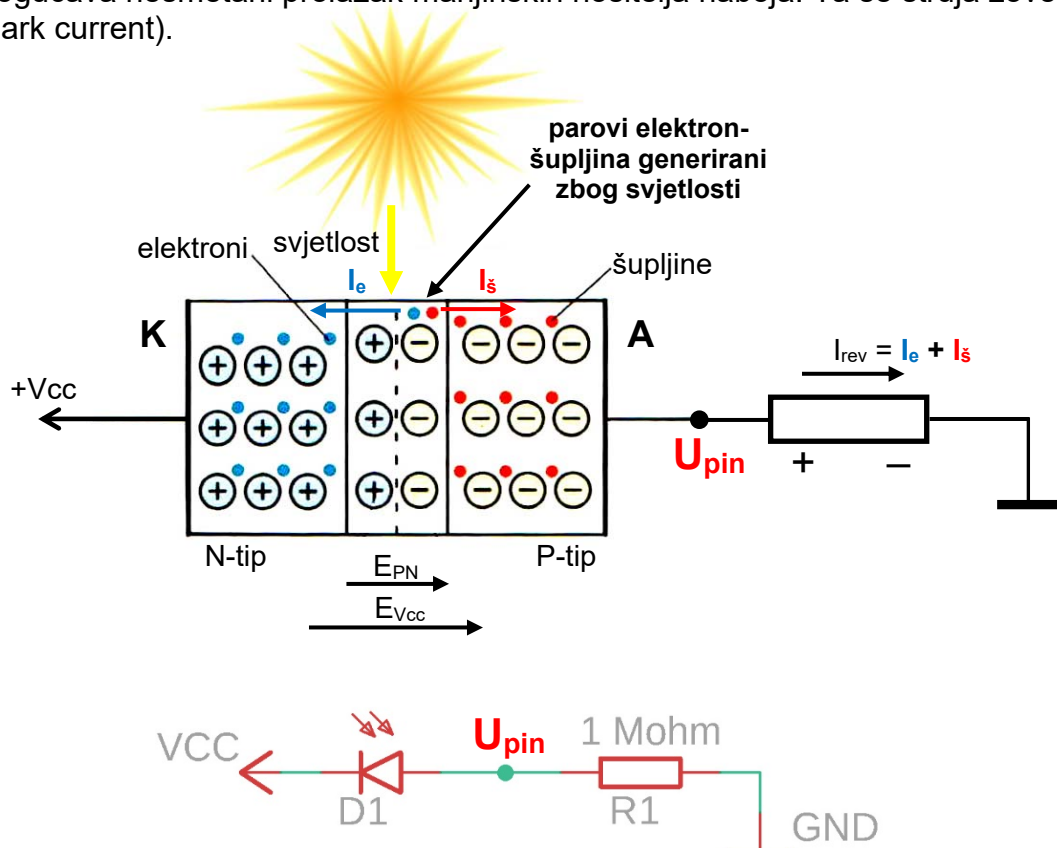 ark current).
parovi elektron-
šupljina generirani
zbog svjetlosti
elektroni
svjetlost
šupljine
Ie
Iš
K
A
Irev = Ie + Iš
+Vcc
Upin
+ −
N-tip
P-tip
EPN
EVcc
VCC
Upin
1 Mohm
D1
R1
GND